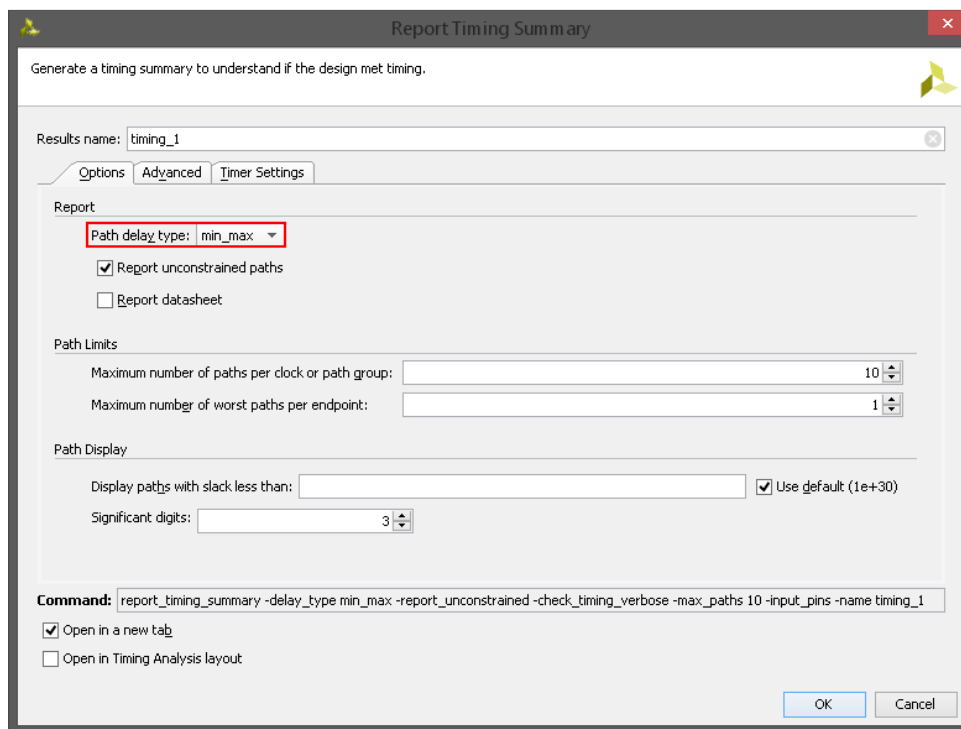 Report Timing Summary
Generate a timing summary to understand if the design met timing.
Results name: timing_1
Options Advanced Timer Settings
Report
Path delay type: min_max
Report unconstrained paths
Report datasheet
Path Limits
Maximum number of paths per clock or path group: 10
Maximum number of worst paths per endpoint: 1
Path Display
Display paths with slack less than: Use default (1e+30)
Significant digits: 3
Command: report_timing_summary -delay_type min_max -report_unconstrained -check_timing_verbose -max_paths 10 -input_pins -name timing_1
Open in a new tab
Open in Timing Analysis layout
OK Cancel